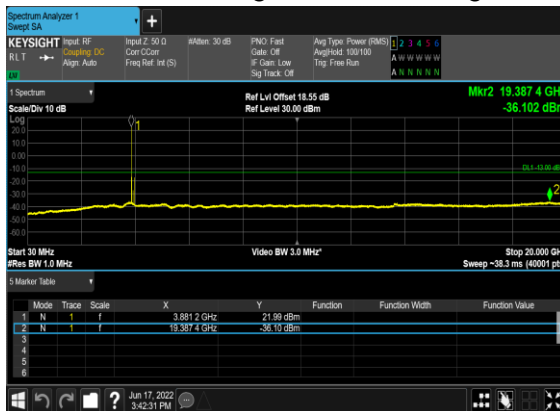 Spectrum Analyzer 1
Swept SA
KEYSIGHT Input: RF Input Z: 50 Ω #Atten: 30 dB PNO: Fast Avg Type: Power (RMS) 1 2 3 4 5 6
RLT Coupling: DC Corr CCorr Gate: Off Avg|Hold: 100/100 A W W W W W
Align: Auto Freq Ref: Int (S) IF Gain: Low Trig: Free Run
Sig Track: Off A N N N N N
1 Spectrum Ref Lvl Offset 18.55 dB Mkr2 19.387 4 GH
Scale/Div 10 dB Ref Level 30.00 dBm -36.102 dBm
Log
20.0
10.0
0.00
-10.0
DL1 -13.00 dB
-20.0
-30.0
-40.0
-50.0
-60.0
1
2
Start 30 MHz Video BW 3.0 MHz* Stop 20.000 GH
#Res BW 1.0 MHz Sweep ~38.3 ms (40001 pt
5 Marker Table
Mode Trace Scale X Y Function Function Width Function Value
1 N 1 f 3.881 2 GHz 21.99 dBm
2 N 1 f 19.387 4 GHz -36.10 dBm
3
4
5
6
? Jun 17, 2022
3:42:31 PM